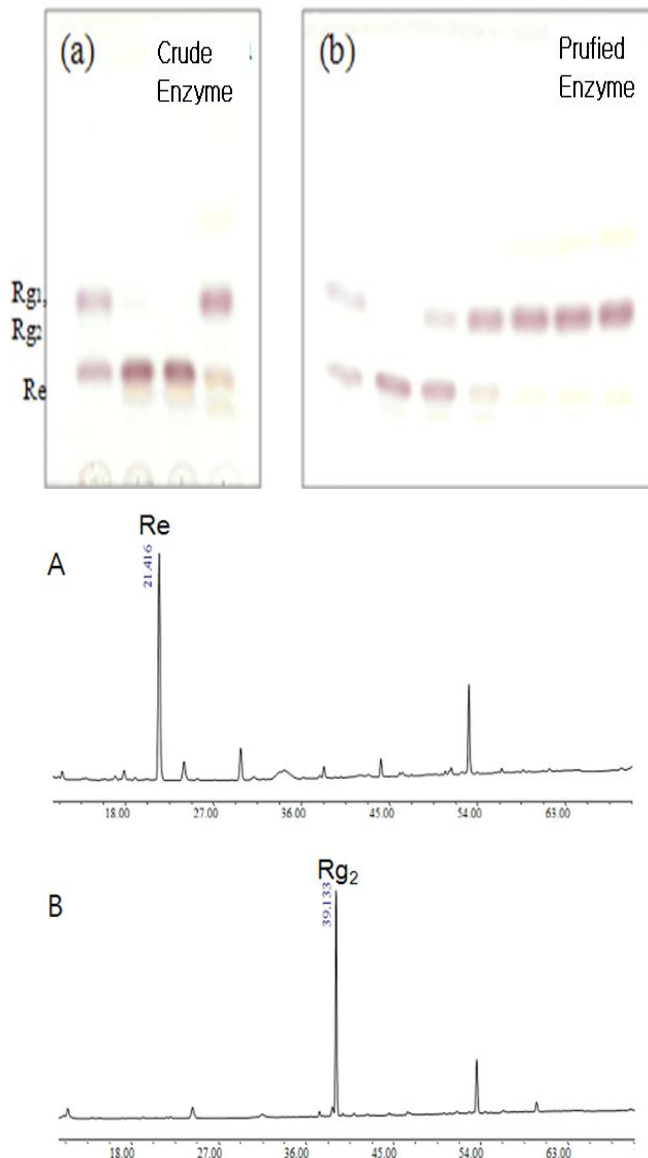 (a) Crude
Enzyme
(b) Prufied
Enzyme
Rg1,
Rg2
Re
Re
A
21.416
18.00 27.00 36.00 45.00 54.00 63.00
Rg2
B
39.133
18.00 27.00 36.00 45.00 54.00 63.00